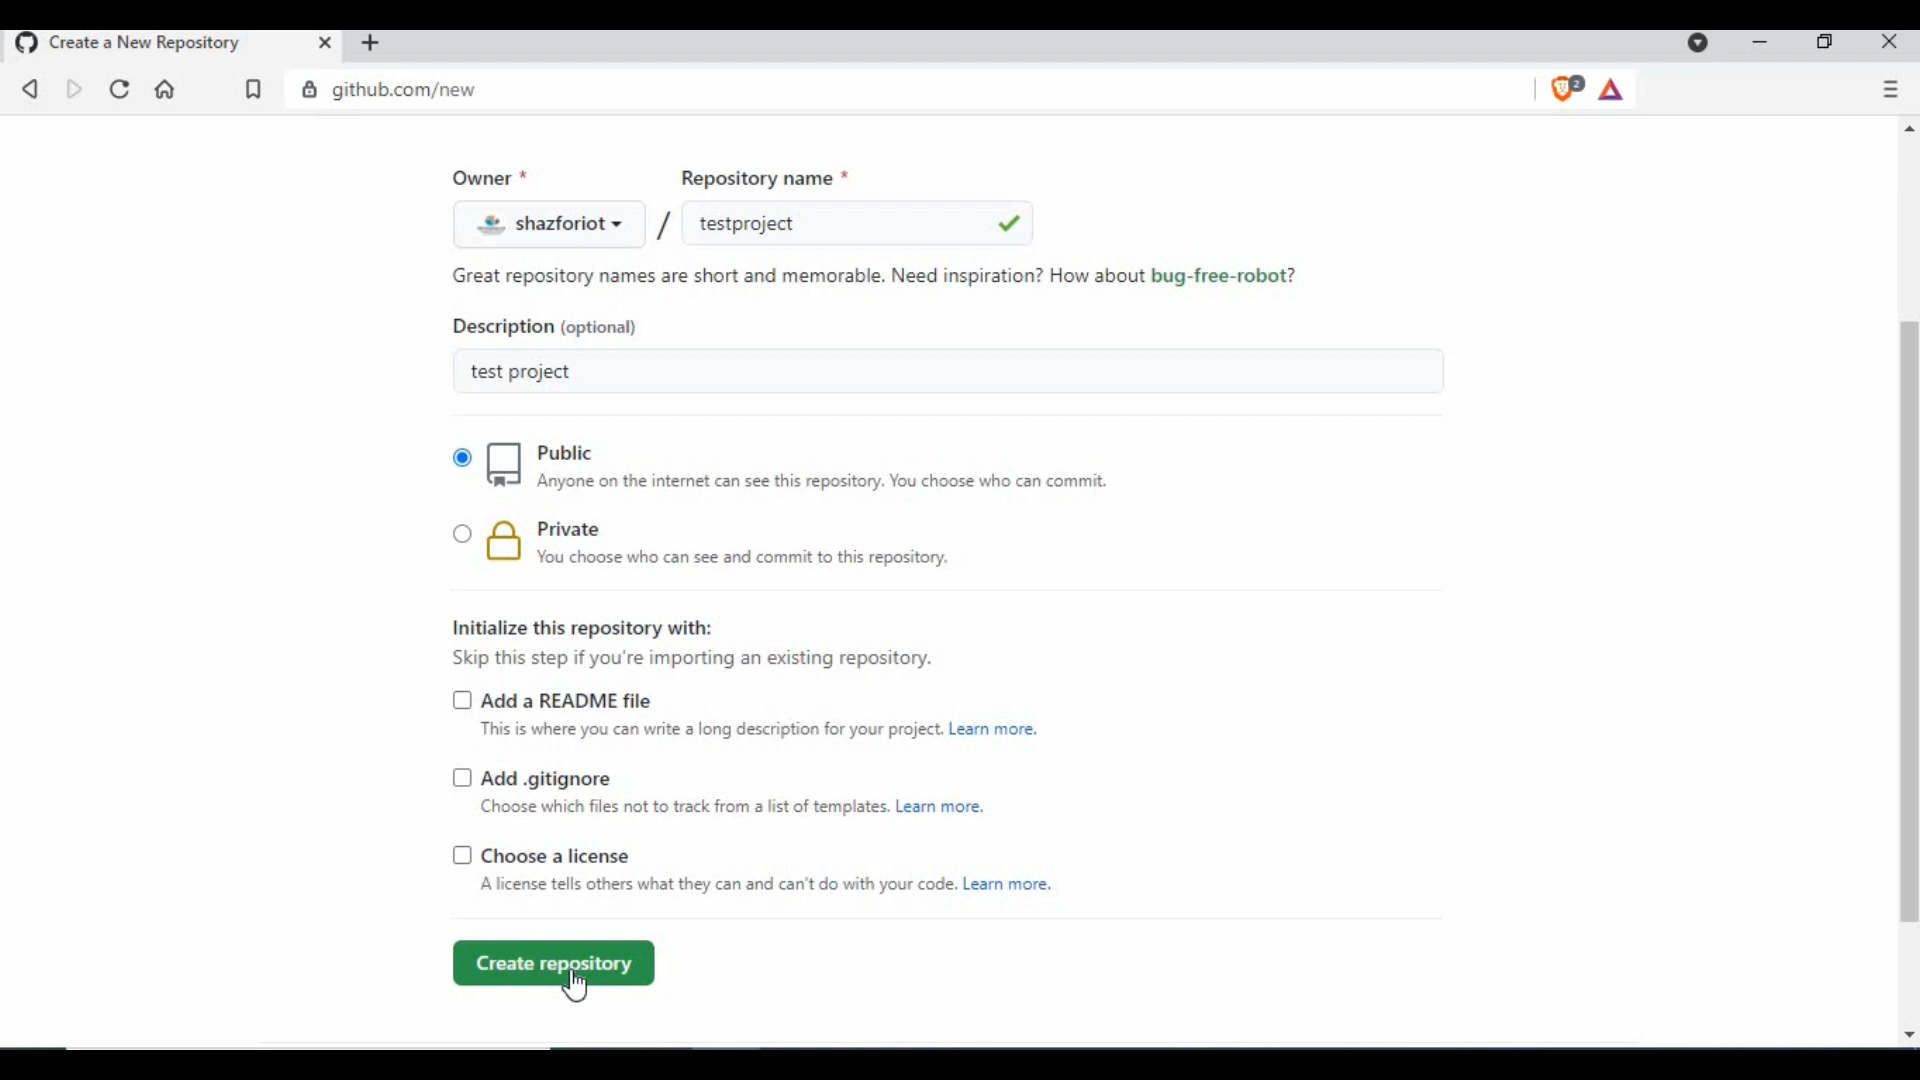 Create a New Repository
github.com/new
2
Owner * Repository name *
shazforiot / testproject
Great repository names are short and memorable. Need inspiration? How about bug-free-robot?
Description (optional)
test project
Public
Anyone on the internet can see this repository. You choose who can commit.
Private
You choose who can see and commit to this repository.
Initialize this repository with:
Skip this step if you're importing an existing repository.
Add a README file
This is where you can write a long description for your project. Learn more.
Add .gitignore
Choose which files not to track from a list of templates. Learn more.
Choose a license
A license tells others what they can and can't do with your code. Learn more.
Create repository